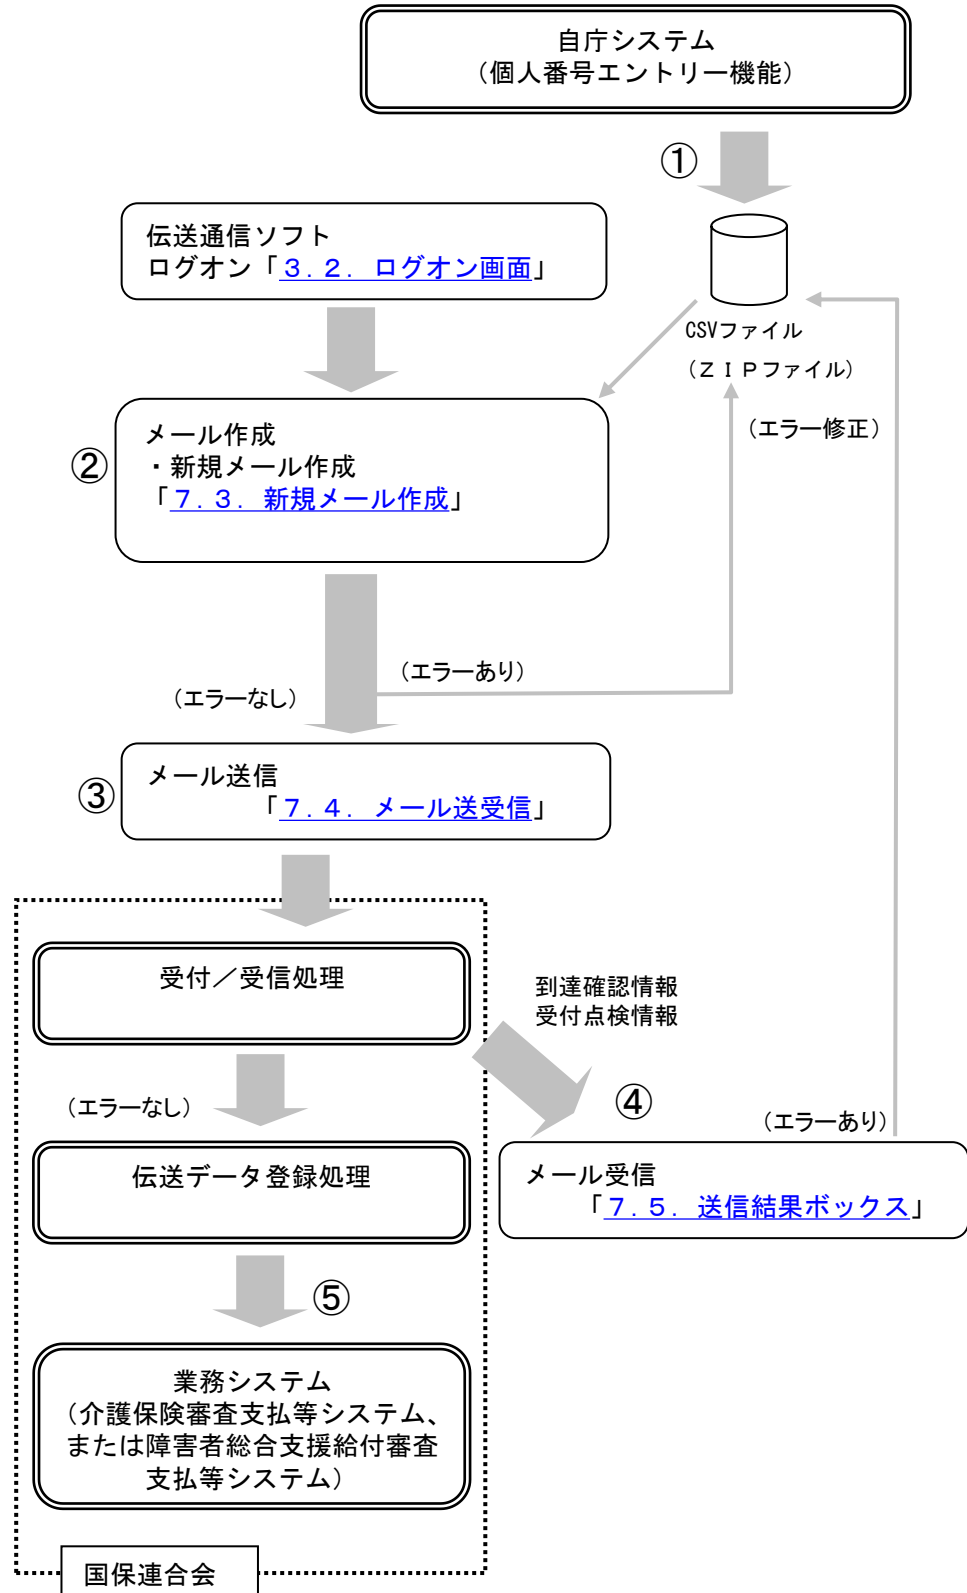 自庁システム
（個人番号エントリー機能）
①
伝送通信ソフト
ログオン「３.２. ログオン画面」
CSVファイル
（ＺＩＰファイル）
（エラー修正）
②
メール作成
・新規メール作成
「７.３. 新規メール作成」
（エラーあり）
（エラーなし）
③
メール送信
「７.４. メール送受信」
受付／受信処理
到達確認情報
受付点検情報
④
（エラーなし）
（エラーあり）
伝送データ登録処理
メール受信
「７.５. 送信結果ボックス」
⑤
業務システム
（介護保険審査支払等システム、
または障害者総合支援給付審査
支払等システム）
国保連合会